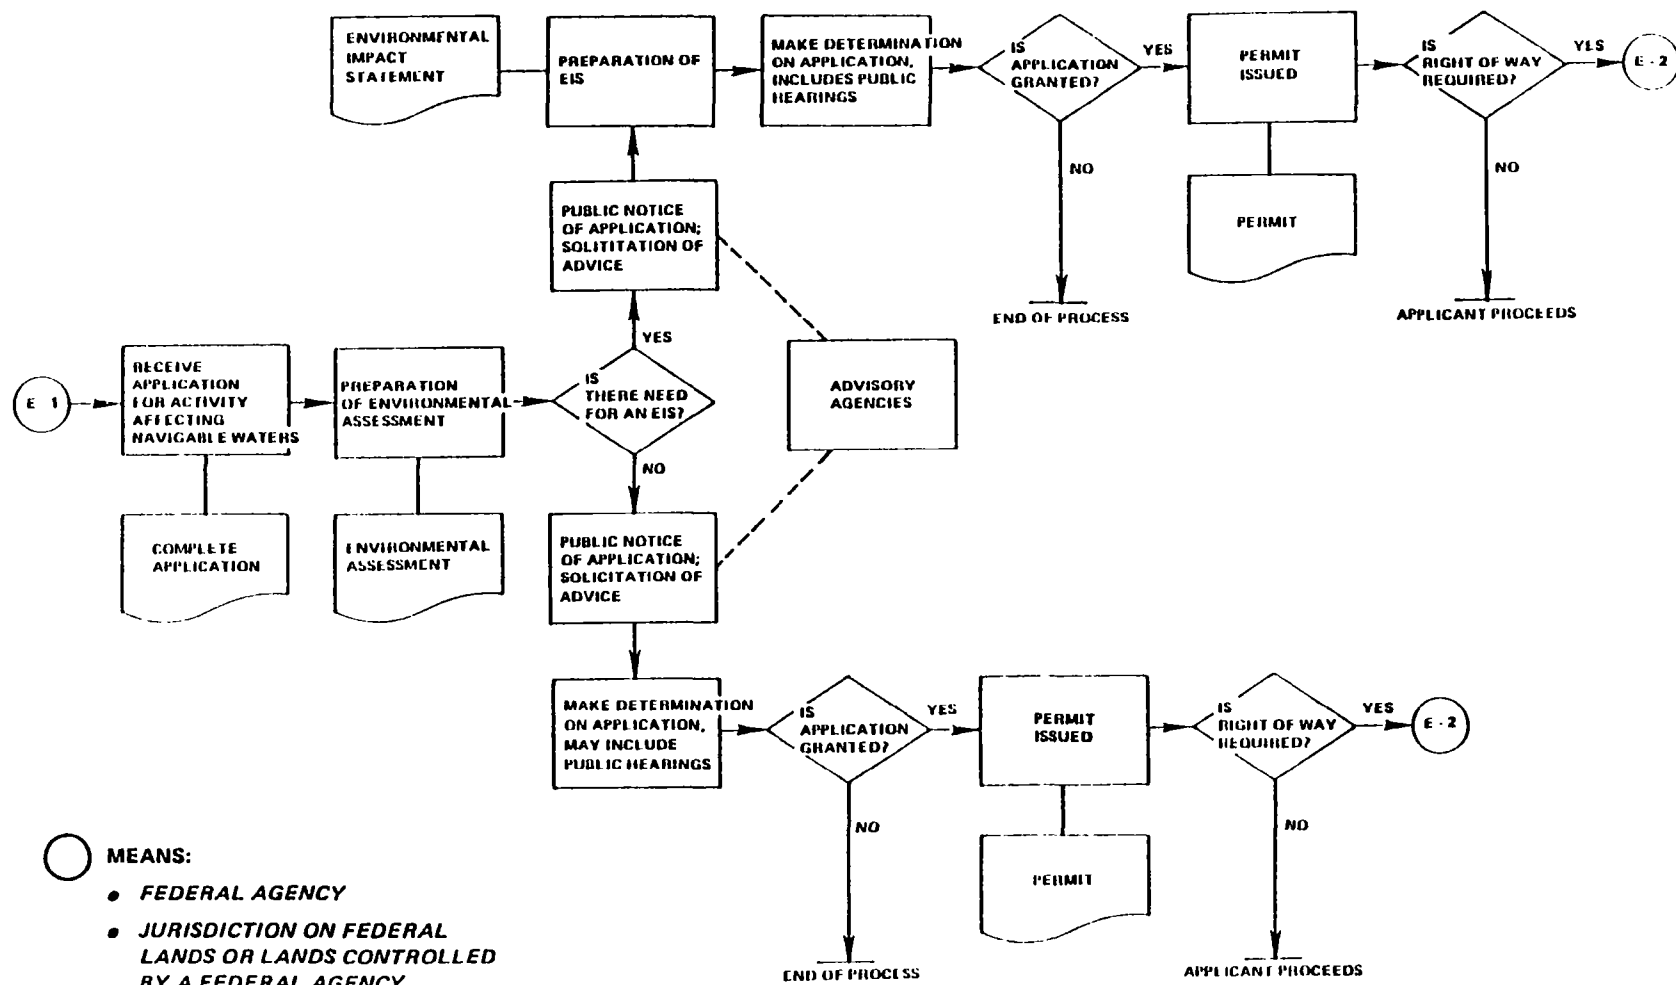 ENVIRONMENTAL
IMPACT
STATEMENT
PREPARATION OF
EIS
MAKE DETERMINATION
ON APPLICATION,
INCLUDES PUBLIC
HEARINGS
IS
APPLICATION
GRANTED?
YES
NO
END OF PROCESS
PERMIT
ISSUED
PERMIT
IS
RIGHT OF WAY
REQUIRED?
YES
E - 2
NO
APPLICANT PROCEEDS
PUBLIC NOTICE
OF APPLICATION;
SOLITITATION OF
ADVICE
YES
E 1
RECEIVE
APPLICATION
FOR ACTIVITY
AFFECTING
NAVIGABLE WATERS
PREPARATION
OF ENVIRONMENTAL
ASSESSMENT
IS
THERE NEED
FOR AN EIS?
ADVISORY
AGENCIES
NO
COMPLETE
APPLICATION
ENVIRONMENTAL
ASSESSMENT
PUBLIC NOTICE
OF APPLICATION;
SOLICITATION OF
ADVICE
MAKE DETERMINATION
ON APPLICATION,
MAY INCLUDE
PUBLIC HEARINGS
IS
APPLICATION
GRANTED?
YES
NO
END OF PROCESS
PERMIT
ISSUED
PERMIT
IS
RIGHT OF WAY
REQUIRED?
YES
E - 2
NO
APPLICANT PROCEEDS
MEANS:
• FEDERAL AGENCY
• JURISDICTION ON FEDERAL
LANDS OR LANDS CONTROLLED
BY A FEDERAL AGENCY